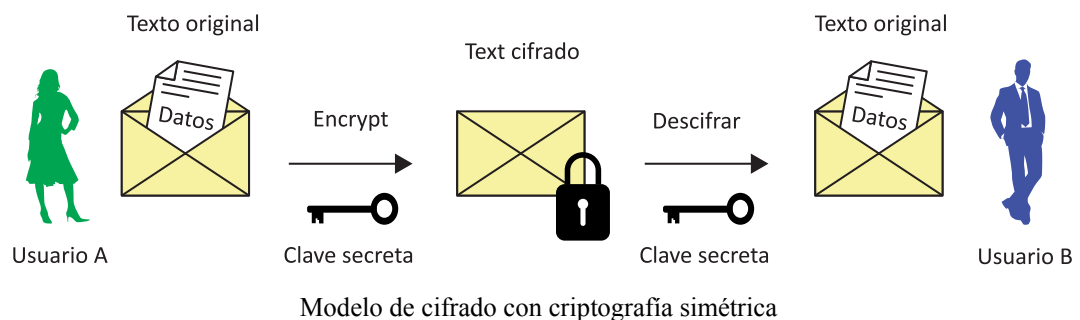 Texto original
Text cifrado
Texto original
Datos
Encrypt
Descifrar
Datos
Usuario A
Clave secreta
Clave secreta
Usuario B
Modelo de cifrado con criptografía simétrica